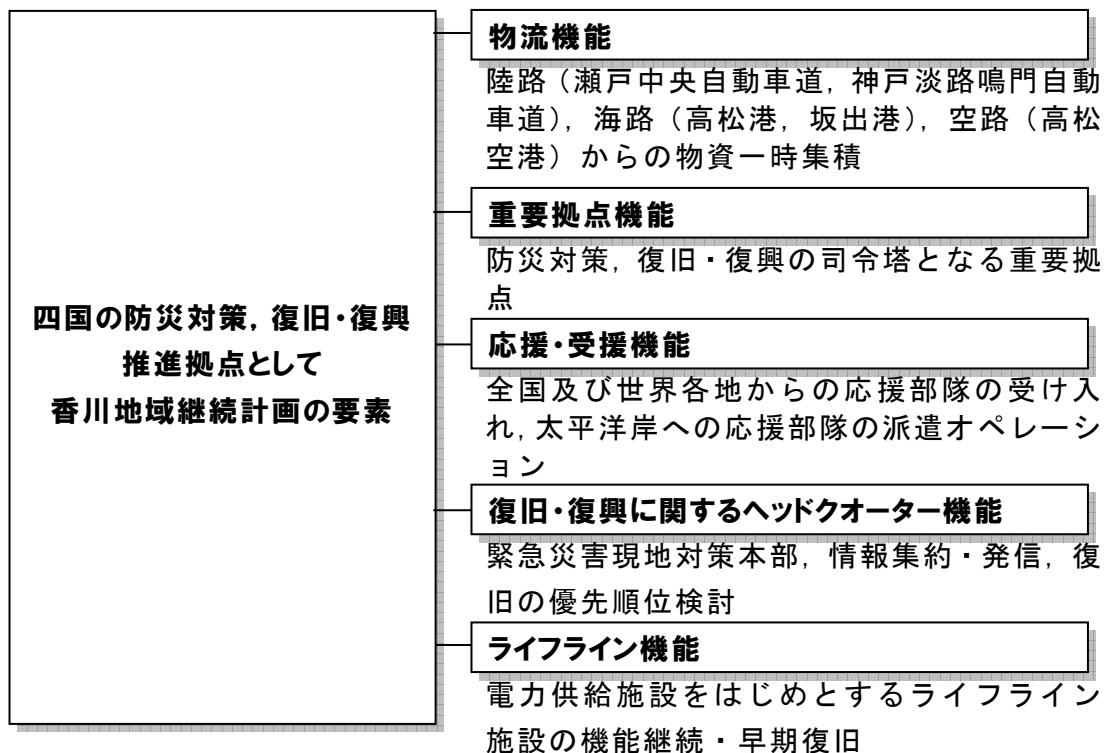 四国の防災対策,復旧・復興
推進拠点として
香川地域継続計画の要素
物流機能
陸路(瀬戸中央自動車道,神戸淡路鳴門自動
車道),海路(高松港,坂出港),空路(高松
空港)からの物資一時集積
重要拠点機能
防災対策,復旧・復興の司令塔となる重要拠
点
応援・受援機能
全国及び世界各地からの応援部隊の受け入
れ,太平洋岸への応援部隊の派遣オペレーシ
ョン
復旧・復興に関するヘッドクオーター機能
緊急災害現地対策本部,情報集約・発信,復
旧の優先順位検討
ライフライン機能
電力供給施設をはじめとするライフライン
施設の機能継続・早期復旧